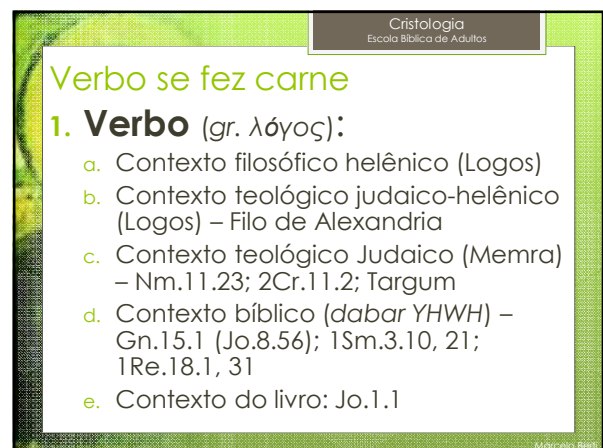 Cristologia
Escola Bíblica de Adultos
Verbo se fez carne
1. Verbo (gr. λόγος):
a. Contexto filosófico helênico (Logos)
b. Contexto teológico judaico-helênico
(Logos) – Filo de Alexandria
c. Contexto teológico Judaico (Memra)
– Nm.11.23; 2Cr.11.2; Targum
d. Contexto bíblico (dabar YHWH) –
Gn.15.1 (Jo.8.56); 1Sm.3.10, 21;
1Re.18.1, 31
e. Contexto do livro: Jo.1.1
Marcelo Berti